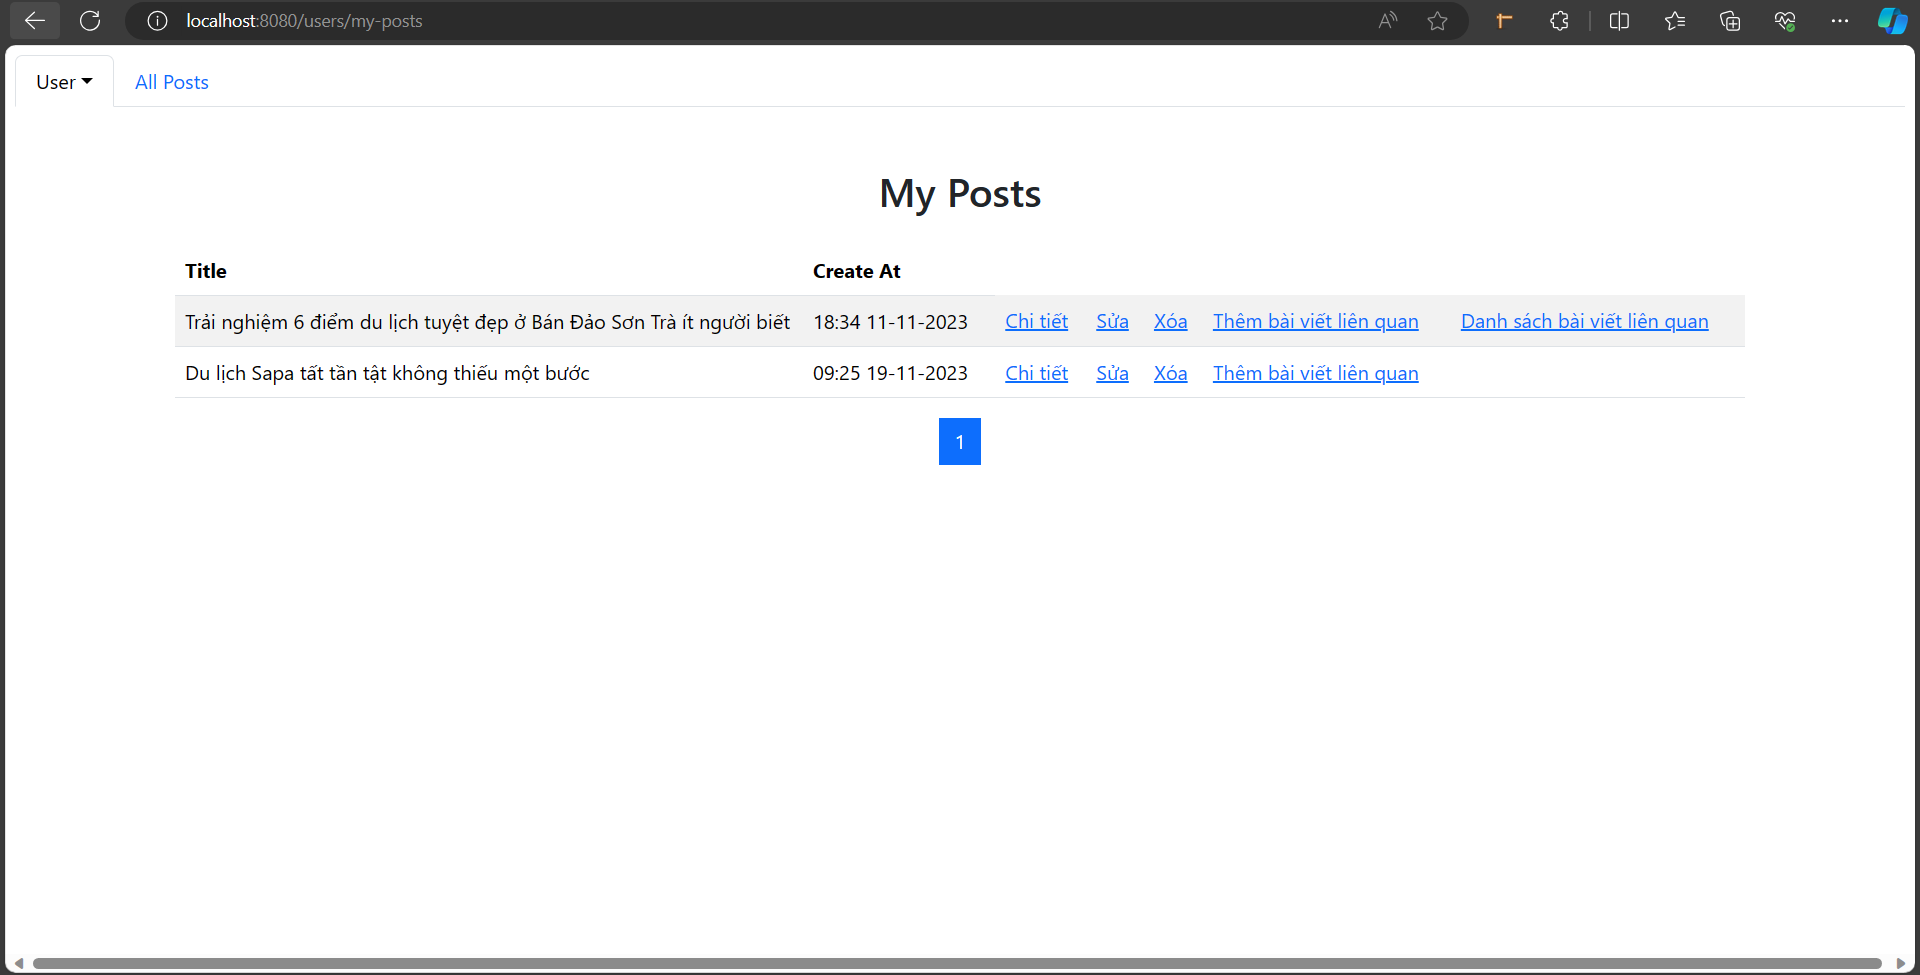 localhost:8080/users/my-posts
User All Posts
My Posts
Title Create At
Trải nghiệm 6 điểm du lịch tuyệt đẹp ở Bán Đảo Sơn Trà ít người biết 18:34 11-11-2023 Chi tiết Sửa Xóa Thêm bài viết liên quan Danh sách bài viết liên quan
Du lịch Sapa tất tần tật không thiếu một bước 09:25 19-11-2023 Chi tiết Sửa Xóa Thêm bài viết liên quan
1